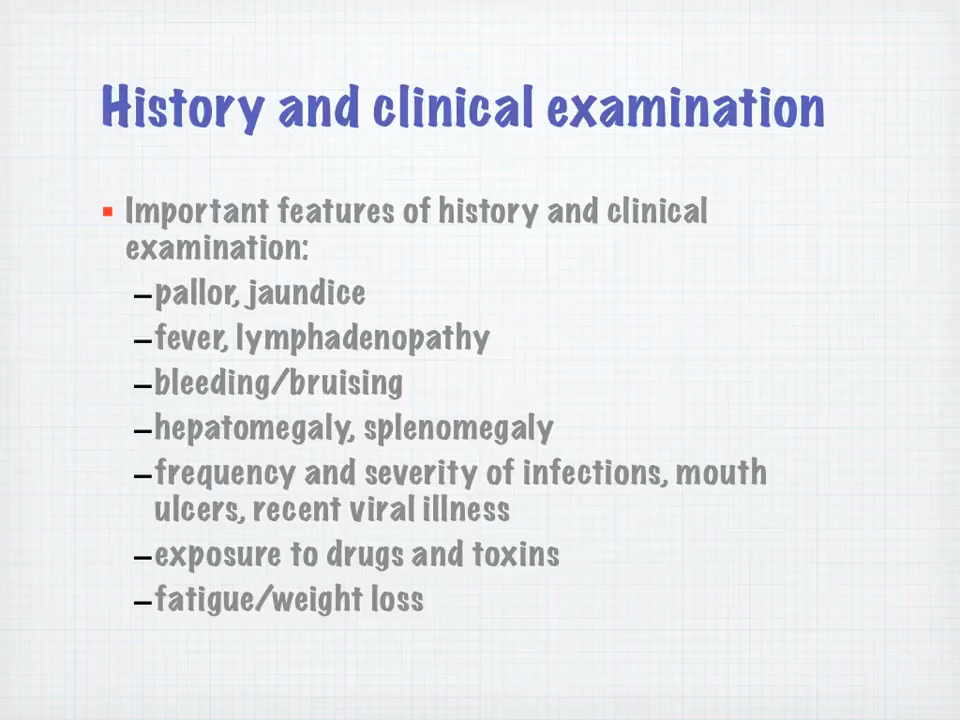 History and clinical examination
▪ Important features of history and clinical
examination:
–pallor, jaundice
–fever, lymphadenopathy
–bleeding/bruising
–hepatomegaly, splenomegaly
–frequency and severity of infections, mouth
ulcers, recent viral illness
–exposure to drugs and toxins
–fatigue/weight loss